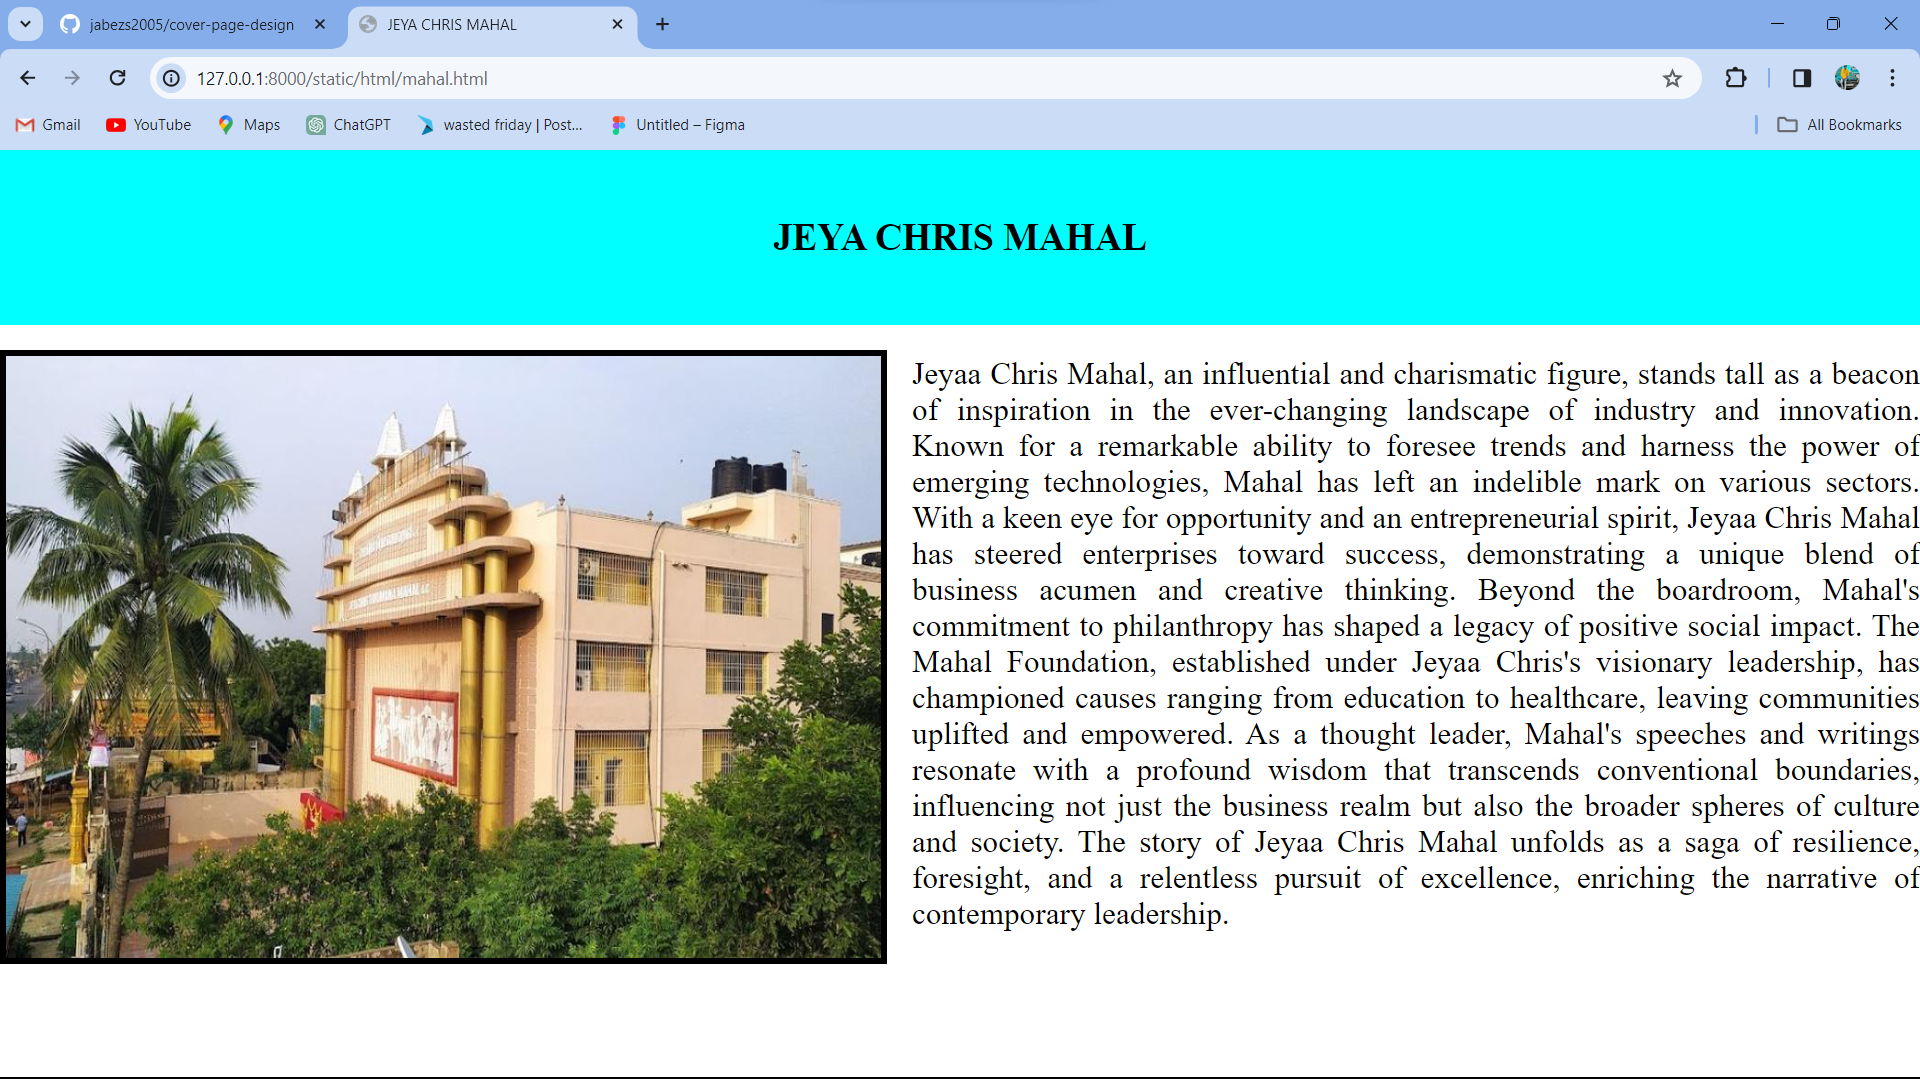 jabezs2005/cover-page-design
JEYA CHRIS MAHAL
127.0.0.1:8000/static/html/mahal.html
Gmail
YouTube
Maps
ChatGPT
wasted friday | Post...
Untitled – Figma
All Bookmarks
JEYA CHRIS MAHAL
Jeyaa Chris Mahal, an influential and charismatic figure, stands tall as a beacon
of inspiration in the ever-changing landscape of industry and innovation.
Known for a remarkable ability to foresee trends and harness the power of
emerging technologies, Mahal has left an indelible mark on various sectors.
With a keen eye for opportunity and an entrepreneurial spirit, Jeyaa Chris Mahal
has steered enterprises toward success, demonstrating a unique blend of
business acumen and creative thinking. Beyond the boardroom, Mahal's
commitment to philanthropy has shaped a legacy of positive social impact. The
Mahal Foundation, established under Jeyaa Chris's visionary leadership, has
championed causes ranging from education to healthcare, leaving communities
uplifted and empowered. As a thought leader, Mahal's speeches and writings
resonate with a profound wisdom that transcends conventional boundaries,
influencing not just the business realm but also the broader spheres of culture
and society. The story of Jeyaa Chris Mahal unfolds as a saga of resilience,
foresight, and a relentless pursuit of excellence, enriching the narrative of
contemporary leadership.